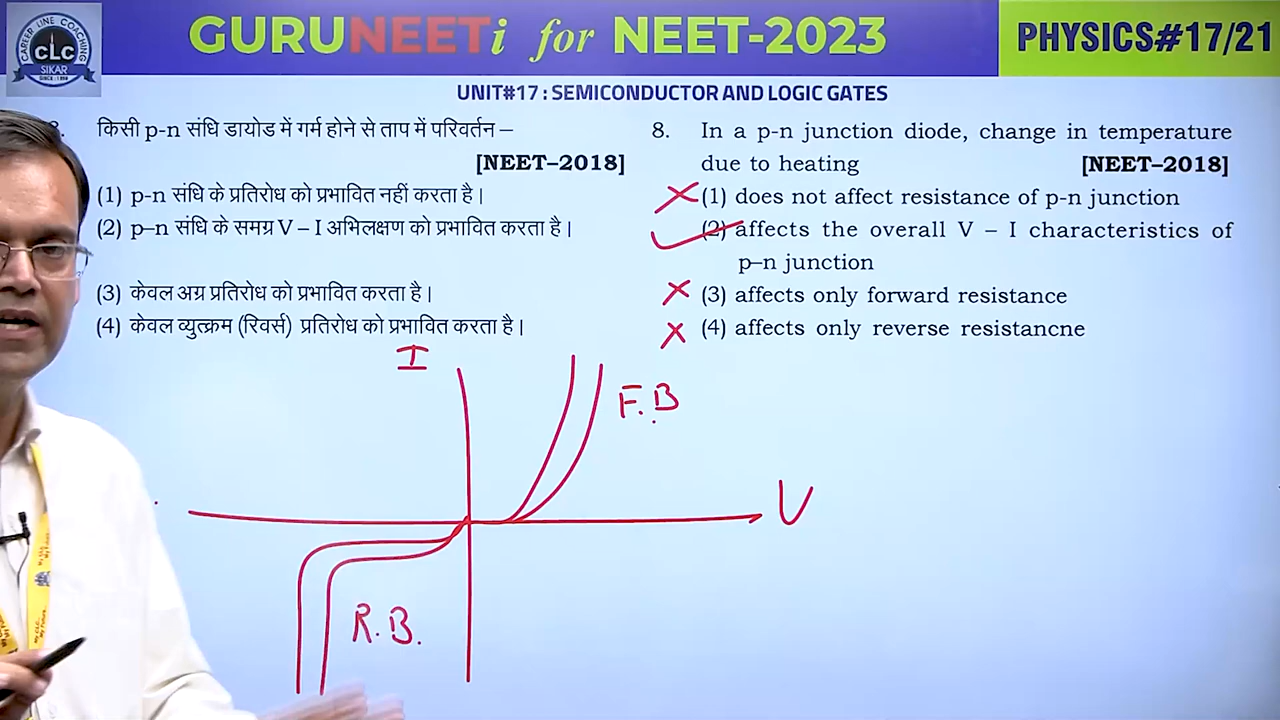 GURUNEETi for NEET-2023
PHYSICS#17/21
CAREER LINE COACHING
CLC
SIKAR
SINCE : 1996
UNIT#17 : SEMICONDUCTOR AND LOGIC GATES
किसी p-n संधि डायोड में गर्म होने से ताप में परिवर्तन –
[NEET–2018]
(1) p-n संधि के प्रतिरोध को प्रभावित नहीं करता है।
(2) p–n संधि के समग्र V – I अभिलक्षण को प्रभावित करता है।
(3) केवल अग्र प्रतिरोध को प्रभावित करता है।
(4) केवल व्युत्क्रम (रिवर्स) प्रतिरोध को प्रभावित करता है।
8. In a p-n junction diode, change in temperature
due to heating [NEET–2018]
(1) does not affect resistance of p-n junction
(2) affects the overall V – I characteristics of
p–n junction
(3) affects only forward resistance
(4) affects only reverse resistancne
I
F.B
V
R.B.